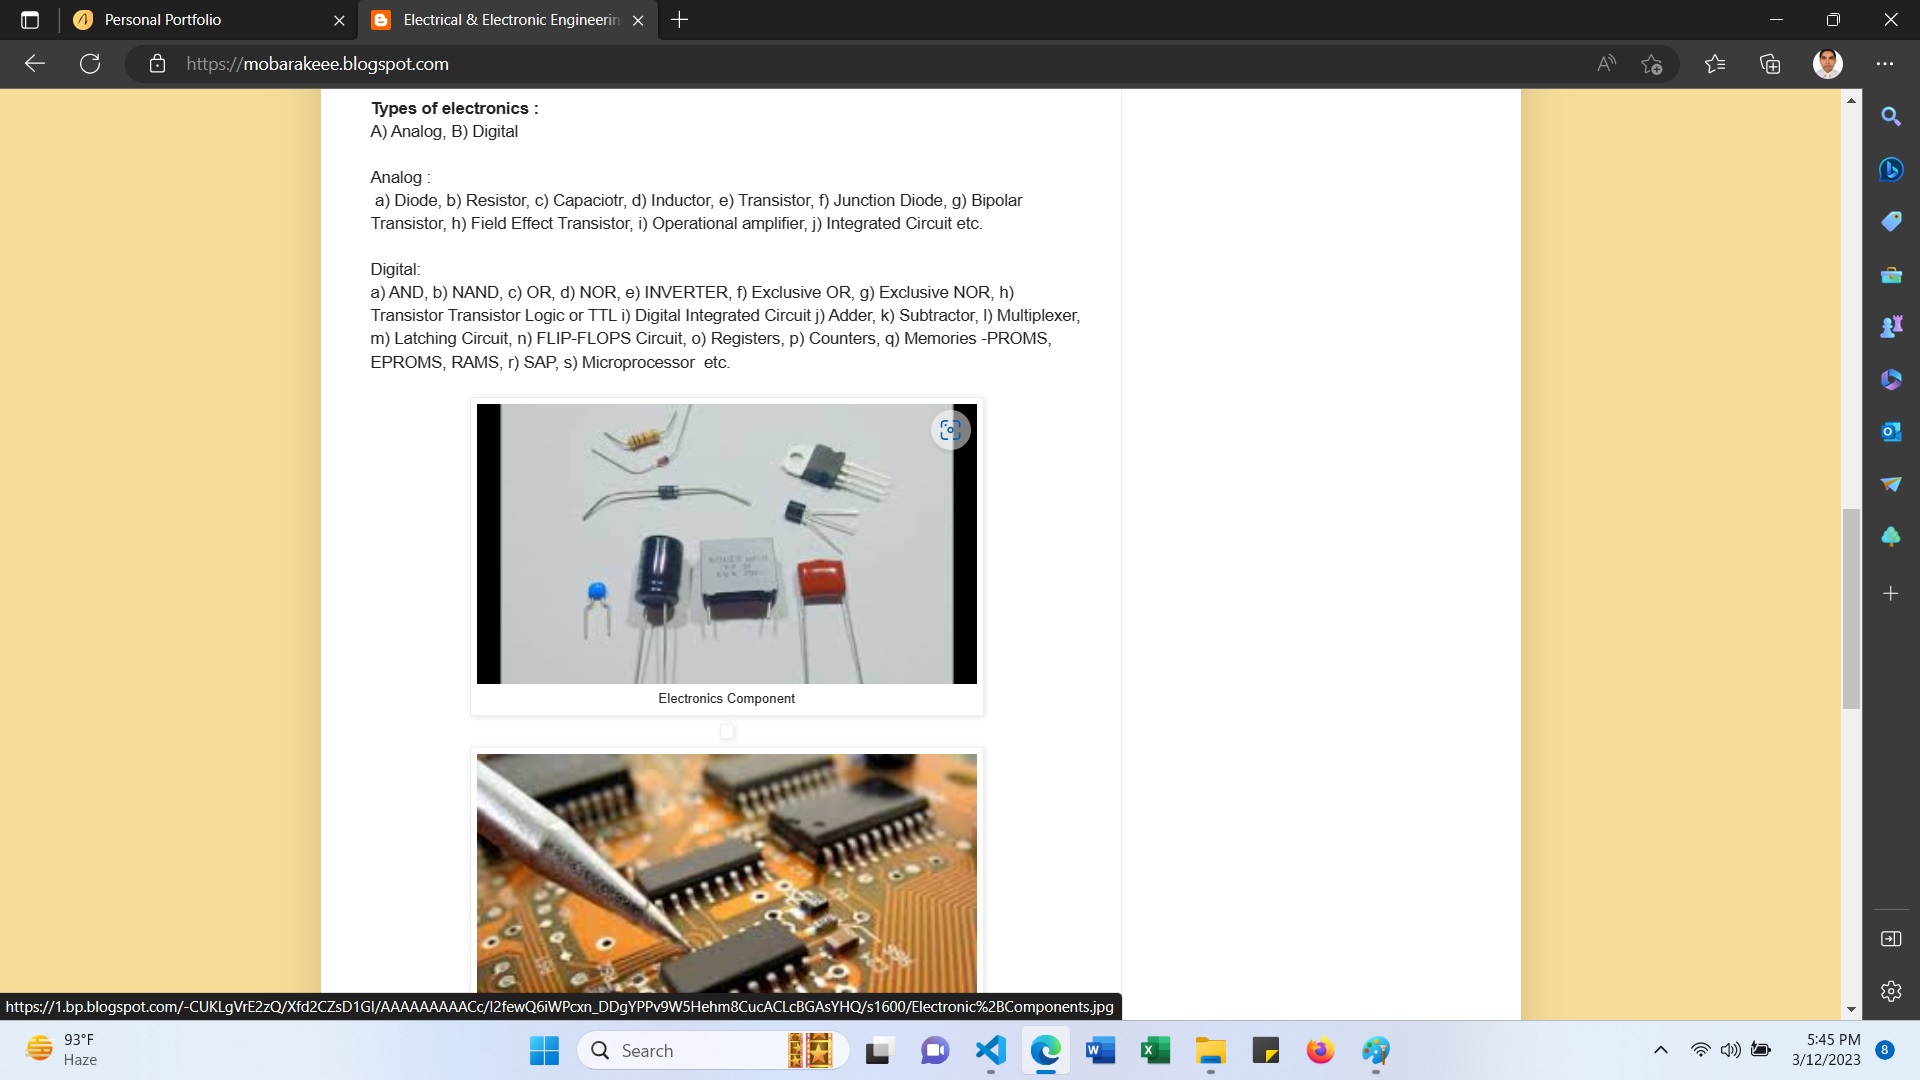 Personal Portfolio
Electrical & Electronic Engineerin
https://mobarakeee.blogspot.com
Types of electronics :
A) Analog, B) Digital
Analog :
a) Diode, b) Resistor, c) Capaciotr, d) Inductor, e) Transistor, f) Junction Diode, g) Bipolar
Transistor, h) Field Effect Transistor, i) Operational amplifier, j) Integrated Circuit etc.
Digital:
a) AND, b) NAND, c) OR, d) NOR, e) INVERTER, f) Exclusive OR, g) Exclusive NOR, h)
Transistor Transistor Logic or TTL i) Digital Integrated Circuit j) Adder, k) Subtractor, l) Multiplexer,
m) Latching Circuit, n) FLIP-FLOPS Circuit, o) Registers, p) Counters, q) Memories -PROMS,
EPROMS, RAMS, r) SAP, s) Microprocessor  etc.
Electronics Component
https://1.bp.blogspot.com/-CUKLgVrE2zQ/Xfd2CZsD1GI/AAAAAAAAACc/l2fewQ6iWPcxn_DDgYPPv9W5Hehm8CucACLcBGAsYHQ/s1600/Electronic%2BComponents.jpg
93°F
Haze
Search
5:45 PM
3/12/2023
8